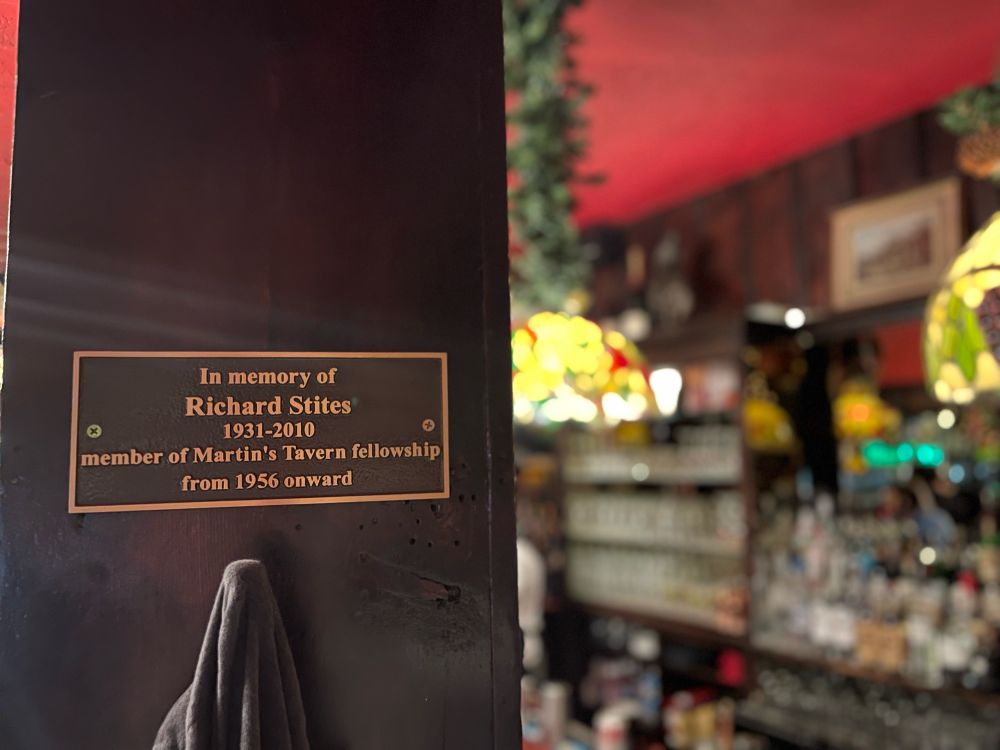 In memory of
Richard Stites
1931-2010
member of Martin's Tavern fellowship
from 1956 onward